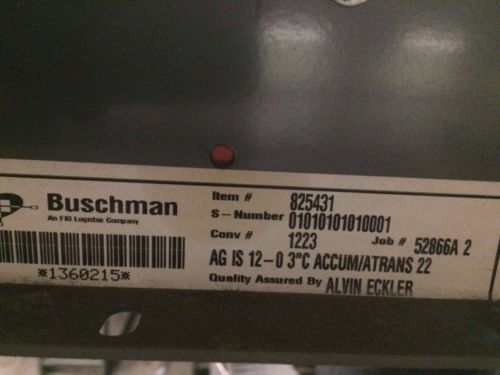 Buschman
An FKI Logistex Company
*1360215*
Item # 825431
S-Number 01010101010001
Conv # 1223 Job # 52866A 2
AG IS 12-0 3"C ACCUM/ATRANS 22
Quality Assured By ALVIN ECKLER